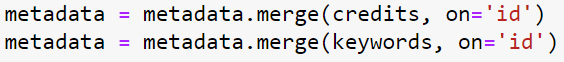 metadata = metadata.merge(credits, on='id')
metadata = metadata.merge(keywords, on='id')